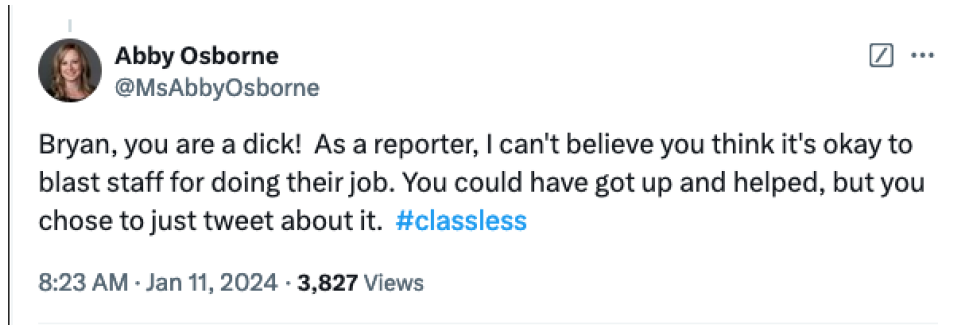 Abby Osborne
@MsAbbyOsborne
Bryan, you are a dick!  As a reporter, I can't believe you think it's okay to
blast staff for doing their job. You could have got up and helped, but you
chose to just tweet about it.  #classless
8:23 AM · Jan 11, 2024 · 3,827 Views